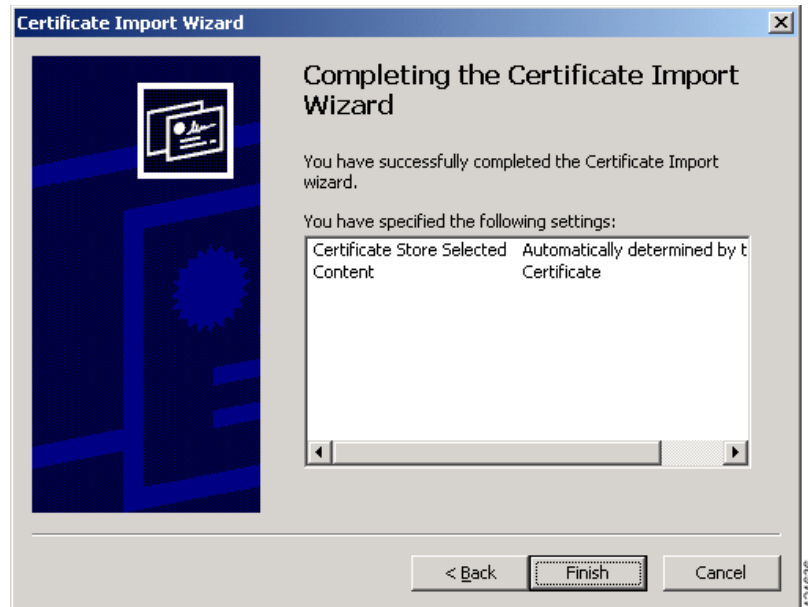 Certificate Import Wizard
Completing the Certificate Import
Wizard
You have successfully completed the Certificate Import
wizard.
You have specified the following settings:
Certificate Store Selected Automatically determined by t
Content Certificate
< Back Finish Cancel